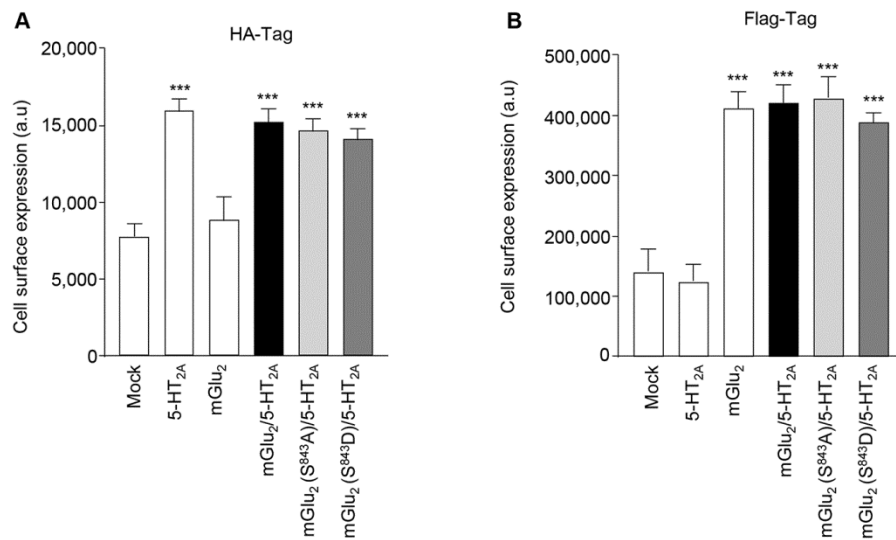 A
HA-Tag
Cell surface expression (a.u)
20,000
15,000
10,000
5,000
0
***
***
***
***
Mock
5-HT₂A
mGlu₂
mGlu₂/5-HT₂A
mGlu₂ (S⁸⁴³A)/5-HT₂A
mGlu₂ (S⁸⁴³D)/5-HT₂A
B
Flag-Tag
Cell surface expression (a.u)
500,000
400,000
300,000
200,000
100,000
0
***
***
***
***
Mock
5-HT₂A
mGlu₂
mGlu₂/5-HT₂A
mGlu₂ (S⁸⁴³A)/5-HT₂A
mGlu₂ (S⁸⁴³D)/5-HT₂A